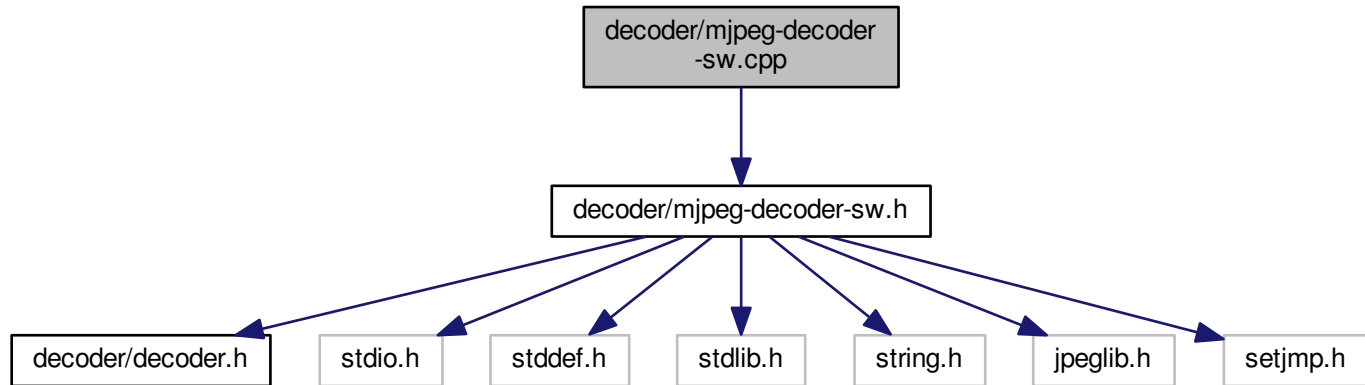 decoder/mjpeg-decoder
-sw.cpp
decoder/mjpeg-decoder-sw.h
decoder/decoder.h
stdio.h
stddef.h
stdlib.h
string.h
jpeglib.h
setjmp.h